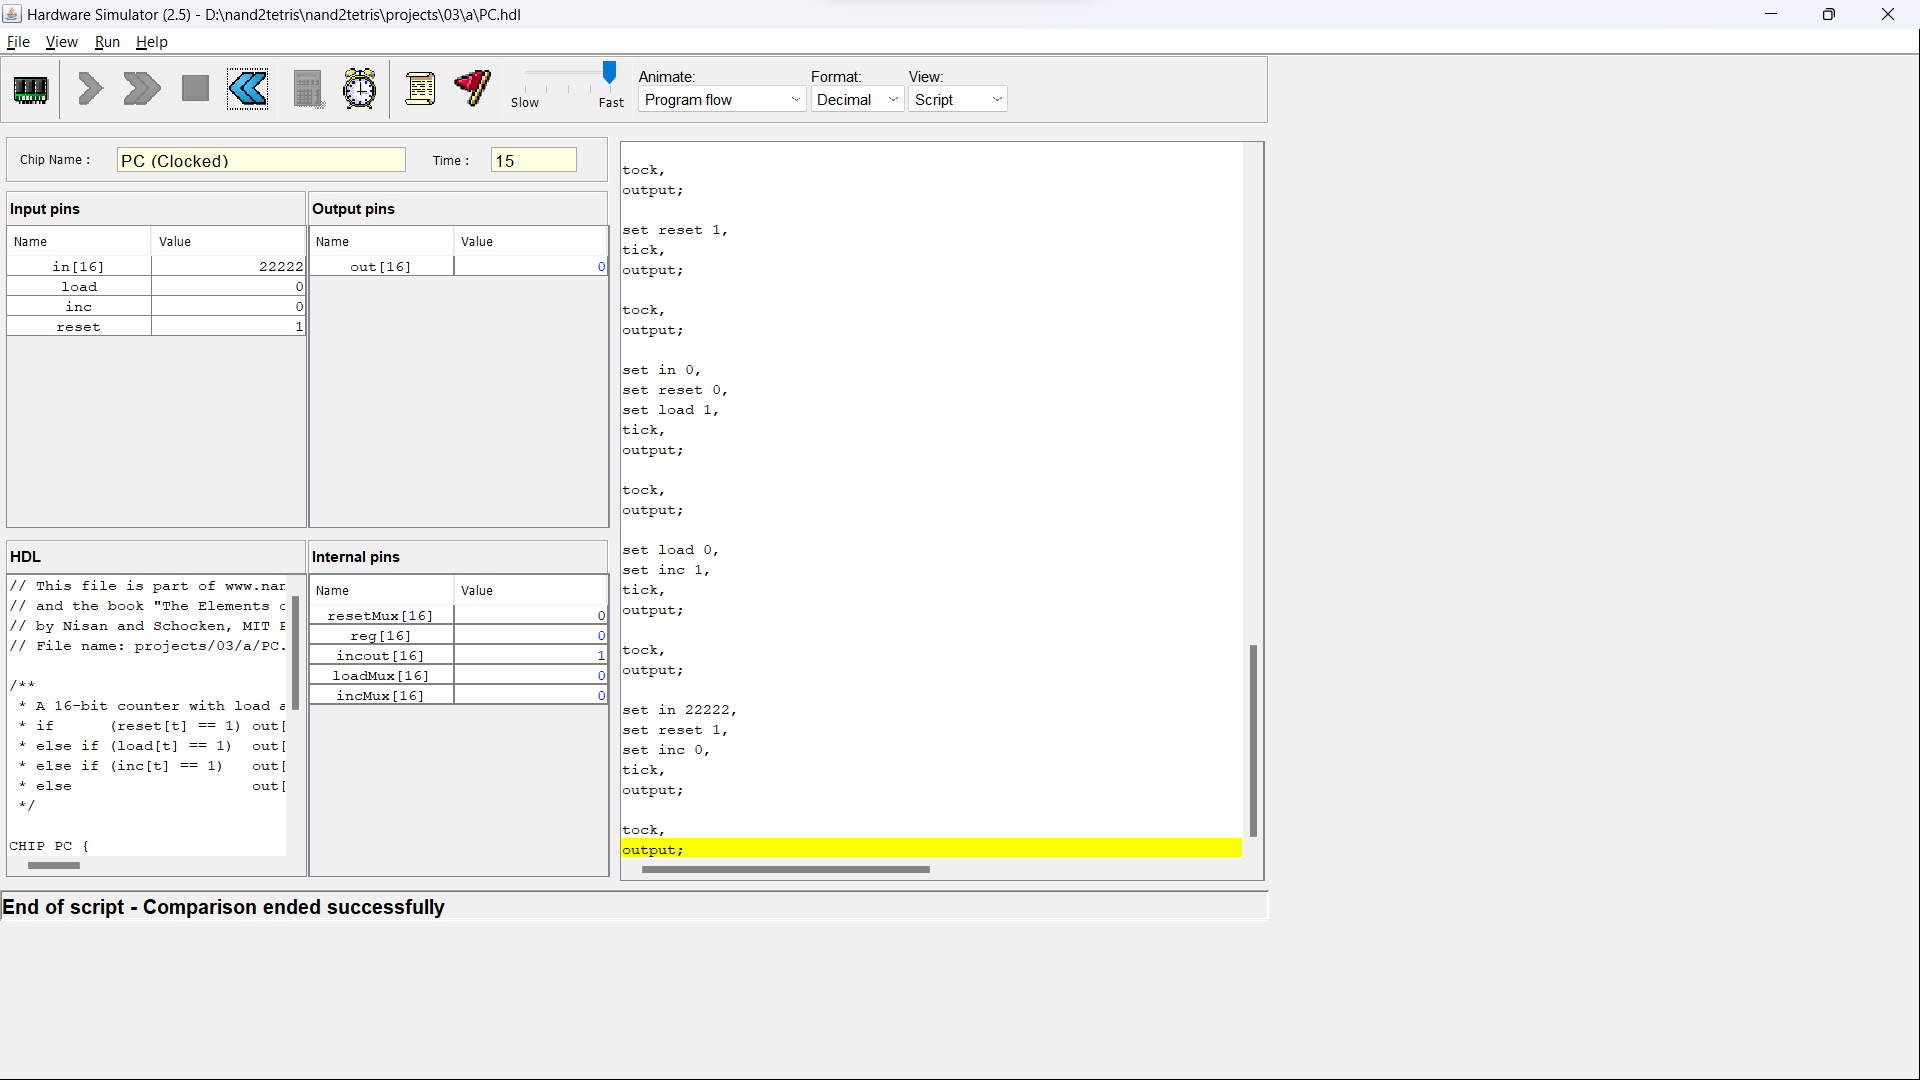 Hardware Simulator (2.5) - D:\nand2tetris\nand2tetris\projects\03\a\PC.hdl
File View Run Help
Slow Fast
Animate: Format: View:
Program flow Decimal Script
Chip Name : PC (Clocked) Time : 15
Input pins
Name Value
in[16] 22222
load 0
inc 0
reset 1
Output pins
Name Value
out[16] 0
HDL
// This file is part of www.nan
// and the book "The Elements o
// by Nisan and Schocken, MIT P
// File name: projects/03/a/PC.
/**
* A 16-bit counter with load a
* if (reset[t] == 1) out[
* else if (load[t] == 1) out[
* else if (inc[t] == 1) out[
* else out[
*/
CHIP PC {
Internal pins
Name Value
resetMux[16] 0
reg[16] 0
incout[16] 1
loadMux[16] 0
incMux[16] 0
tock,
output;
set reset 1,
tick,
output;
tock,
output;
set in 0,
set reset 0,
set load 1,
tick,
output;
tock,
output;
set load 0,
set inc 1,
tick,
output;
tock,
output;
set in 22222,
set reset 1,
set inc 0,
tick,
output;
tock,
output;
End of script - Comparison ended successfully